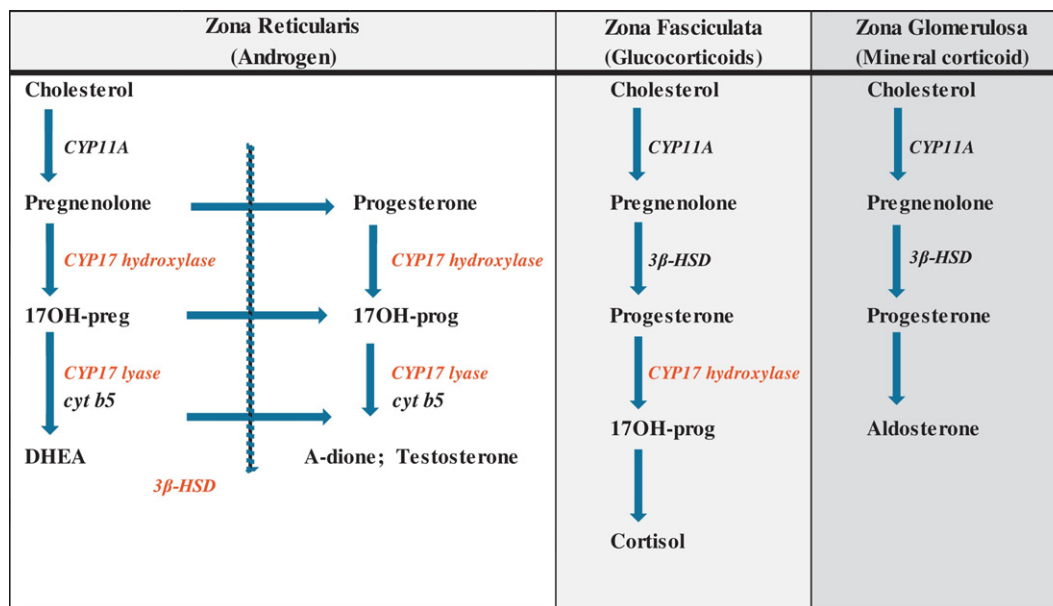 Zona Reticularis
(Androgen)
Zona Fasciculata
(Glucocorticoids)
Zona Glomerulosa
(Mineral corticoid)
Cholesterol
CYP11A
Pregnenolone
Progesterone
CYP17 hydroxylase
CYP17 hydroxylase
17OH-preg
17OH-prog
CYP17 lyase
cyt b5
CYP17 lyase
cyt b5
DHEA
A-dione; Testosterone
3β-HSD
Cholesterol
CYP11A
Pregnenolone
3β-HSD
Progesterone
CYP17 hydroxylase
17OH-prog
Cortisol
Cholesterol
CYP11A
Pregnenolone
3β-HSD
Progesterone
Aldosterone